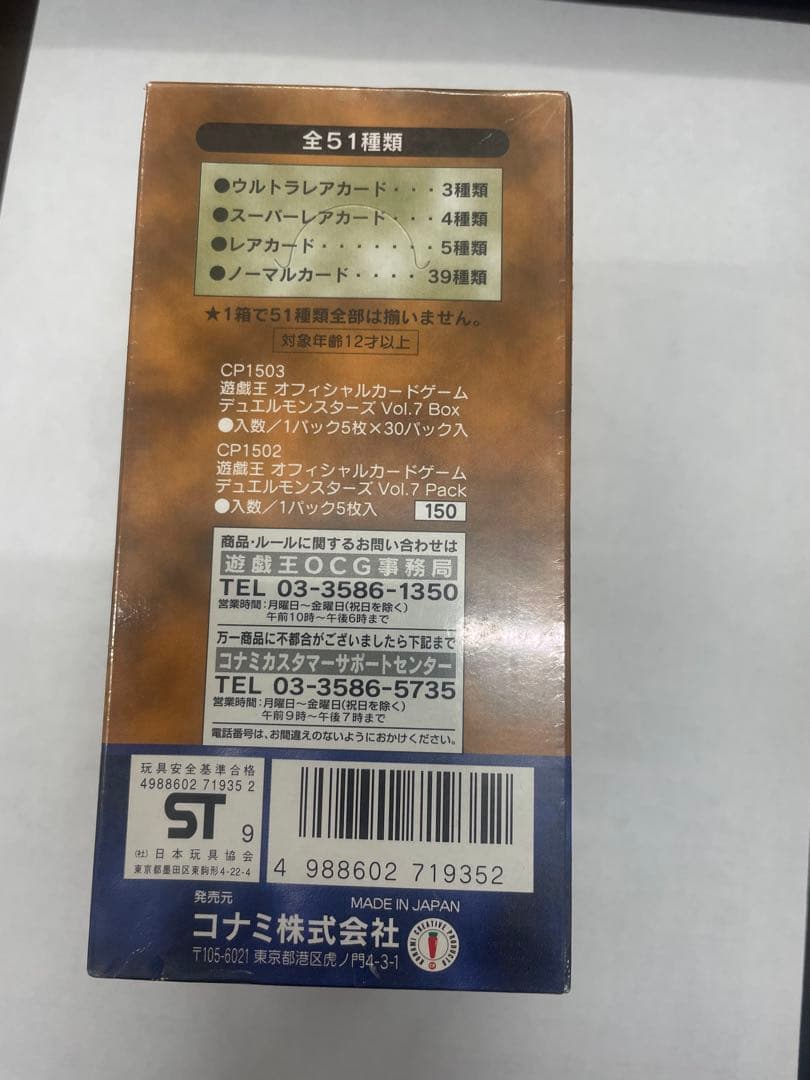 全51種類
●ウルトラレアカード・・・3種類
●スーパーレアカード・・・4種類
●レアカード・・・・・・・5種類
●ノーマルカード・・・・39種類
★1箱で51種類全部は揃いません。
対象年齢12才以上
CP1503
遊戯王 オフィシャルカードゲーム
デュエルモンスターズ Vol.7 Box
●入数/1パック5枚×30パック入
CP1502
遊戯王 オフィシャルカードゲーム
デュエルモンスターズ Vol.7 Pack
●入数/1パック5枚入 150
商品・ルールに関するお問い合わせは
遊戯王OCG事務局
TEL 03-3586-1350
営業時間:月曜日~金曜日(祝日を除く)
午前10時~午後6時まで
万一商品に不都合がございましたら下記まで
コナミカスタマーサポートセンター
TEL 03-3586-5735
営業時間:月曜日~金曜日(祝日を除く)
午前9時~午後7時まで
電話番号は、お間違えのないようにおかけください。
玩具安全基準合格
4988602 71935 2
ST 9
(社)日本玩具協会
東京都墨田区東駒形4-22-4
4 988602 719352
発売元
MADE IN JAPAN
コナミ株式会社
〒105-6021 東京都港区虎ノ門4-3-1
KONAMI CREATIVE PRODUCTS
CP